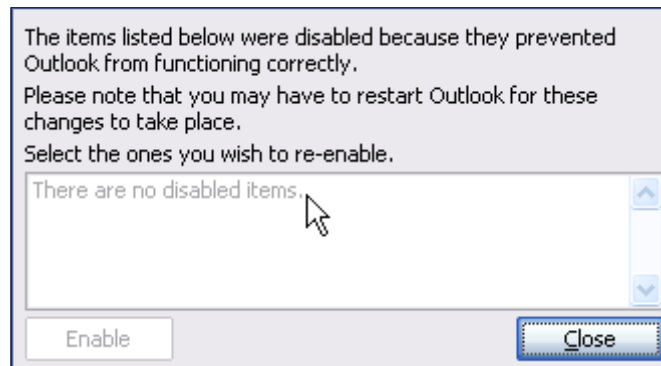 The items listed below were disabled because they prevented
Outlook from functioning correctly.
Please note that you may have to restart Outlook for these
changes to take place.
Select the ones you wish to re-enable.
There are no disabled items.
Enable
Close